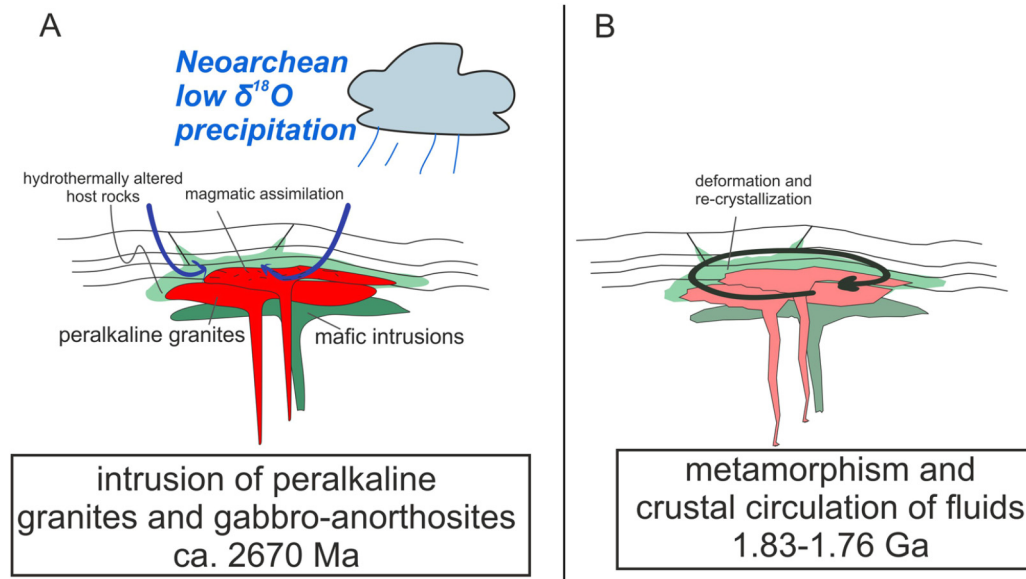 A
Neoarchean
low δ¹⁸O
precipitation
hydrothermally altered
host rocks
magmatic assimilation
peralkaline granites
mafic intrusions
intrusion of peralkaline
granites and gabbro-anorthosites
ca. 2670 Ma
B
deformation and
re-crystallization
metamorphism and
crustal circulation of fluids
1.83-1.76 Ga